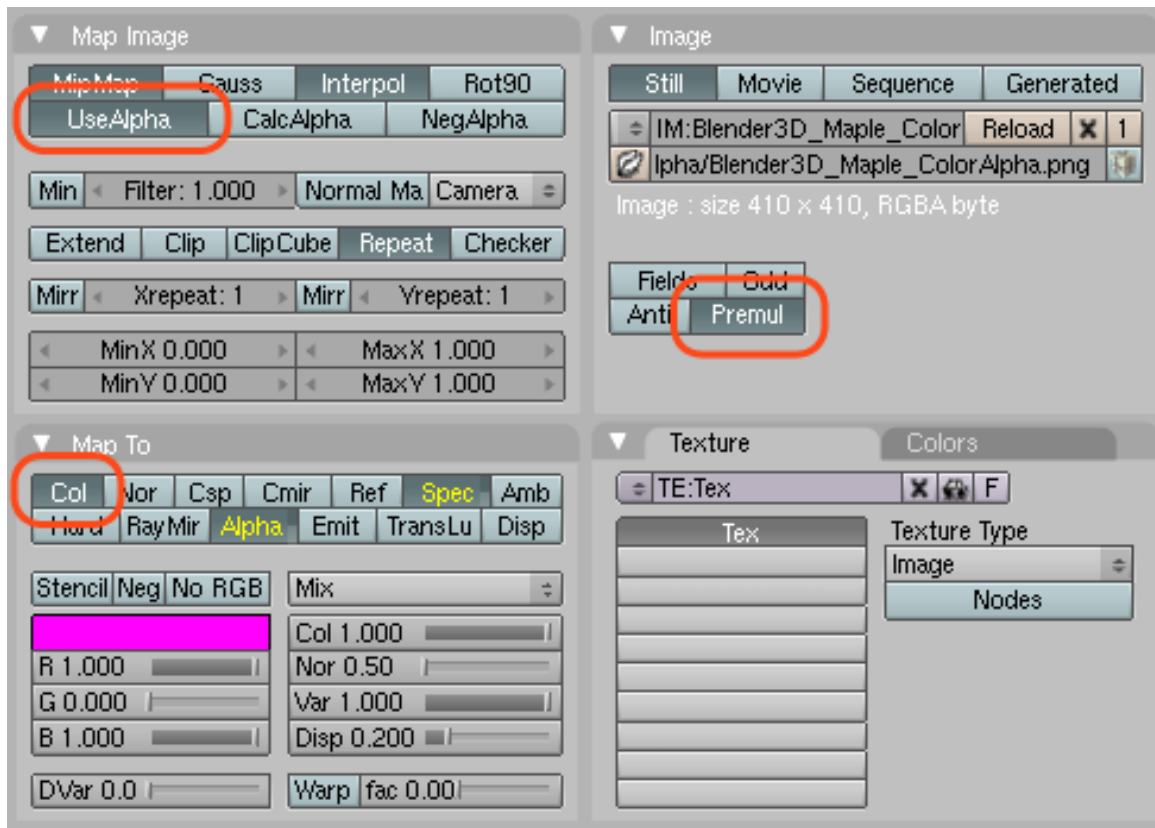 Map Image
MipMap Gauss Interpol Rot90
UseAlpha CalcAlpha NegAlpha
Min Filter: 1.000 Normal Ma Camera
Extend Clip ClipCube Repeat Checker
Mirr Xrepeat: 1 Mirr Yrepeat: 1
MinX 0.000 MaxX 1.000
MinY 0.000 MaxY 1.000
Image
Still Movie Sequence Generated
IM:Blender3D_Maple_Color Reload X 1
lpha/Blender3D_Maple_ColorAlpha.png
Image : size 410 x 410, RGBA byte
Fields Odd
Anti Premul
Map To
Col Nor Csp Cmir Ref Spec Amb
Hard RayMir Alpha Emit TransLu Disp
Stencil Neg No RGB Mix
Col 1.000
R 1.000 Nor 0.50
G 0.000 Var 1.000
B 1.000 Disp 0.200
DVar 0.0 Warp fac 0.00
Texture Colors
TE:Tex X F
Tex Texture Type
Image
Nodes